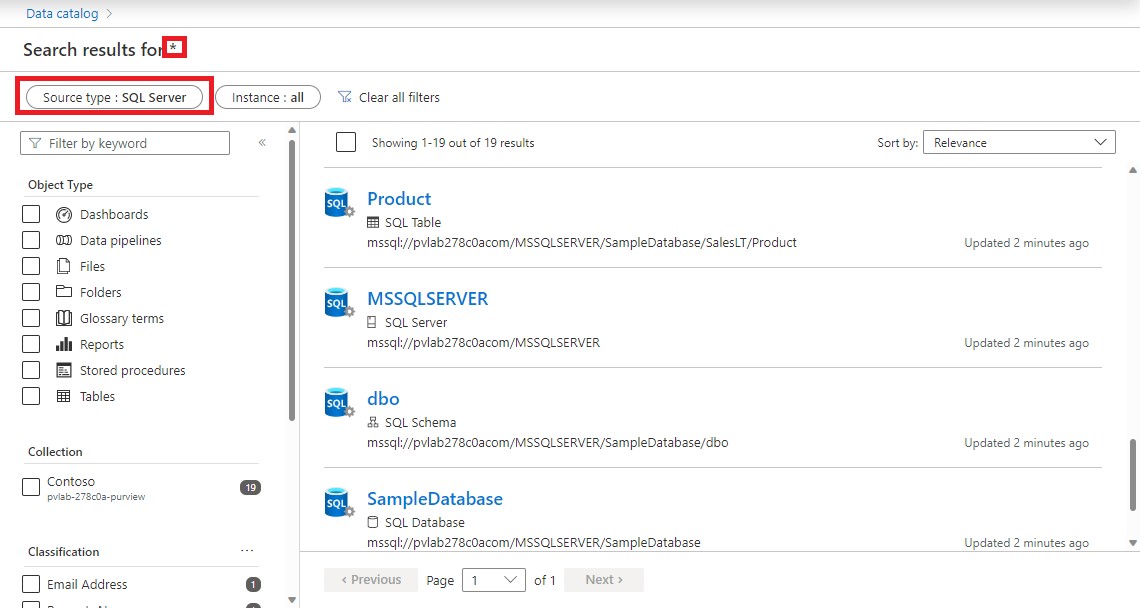 Data catalog >
Search results for *
Source type : SQL Server
Instance : all
Clear all filters
Filter by keyword «
Showing 1-19 out of 19 results
Sort by: Relevance
Object Type
Dashboards
Data pipelines
Files
Folders
Glossary terms
Reports
Stored procedures
Tables
Collection
Contoso 19
pvlab-278c0a-purview
Classification ...
Email Address 1
SQL
Product
SQL Table
mssql://pvlab278c0acom/MSSQLSERVER/SampleDatabase/SalesLT/Product
Updated 2 minutes ago
SQL
MSSQLSERVER
SQL Server
mssql://pvlab278c0acom/MSSQLSERVER
Updated 2 minutes ago
SQL
dbo
SQL Schema
mssql://pvlab278c0acom/MSSQLSERVER/SampleDatabase/dbo
Updated 2 minutes ago
SQL
SampleDatabase
SQL Database
mssql://pvlab278c0acom/MSSQLSERVER/SampleDatabase
Updated 2 minutes ago
‹ Previous Page 1 of 1 Next ›